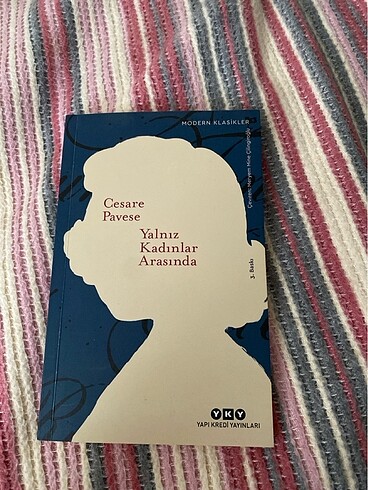 MODERN KLASİKLER
Çeviren: Meryem Mine Çilingiroğlu
3. Baskı
Cesare
Pavese
Yalnız
Kadınlar
Arasında
YKY
YAPI KREDİ YAYINLARI